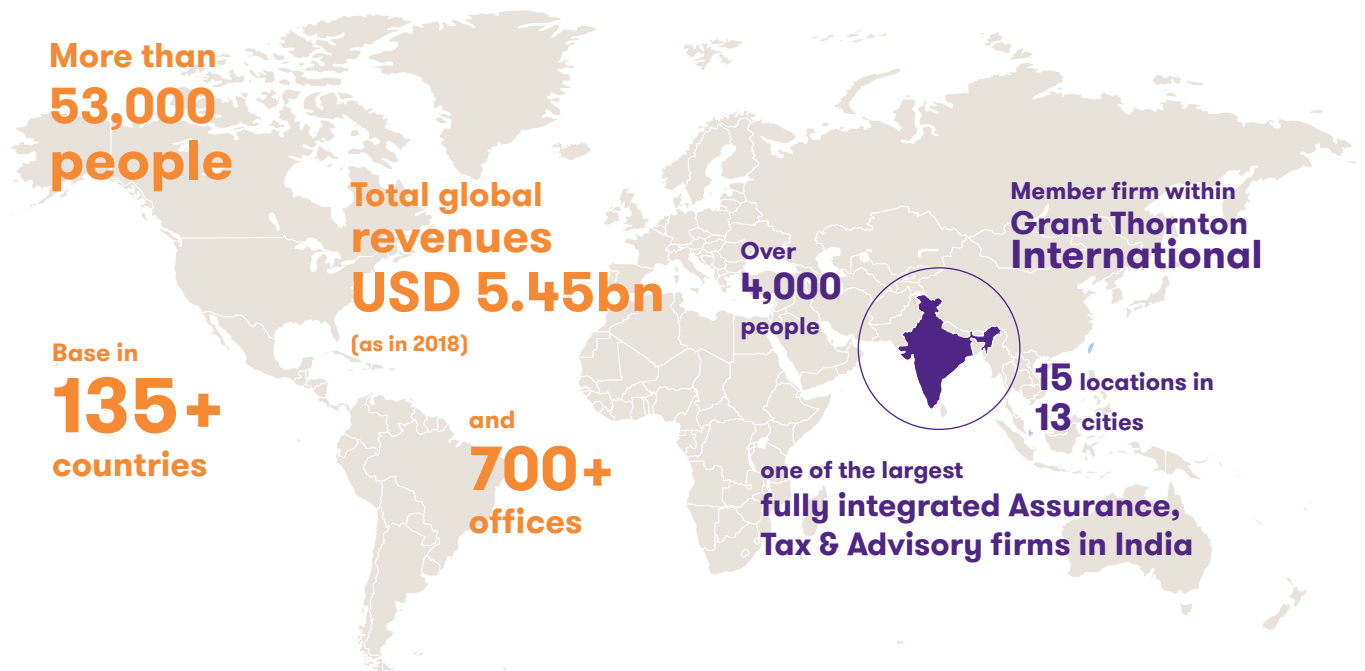 More than
53,000
people
Total global
revenues
USD 5.45bn
(as in 2018)
Base in
135+
countries
and
700+
offices
Member firm within
Grant Thornton
International
Over
4,000
people
15 locations in
13 cities
one of the largest
fully integrated Assurance,
Tax & Advisory firms in India